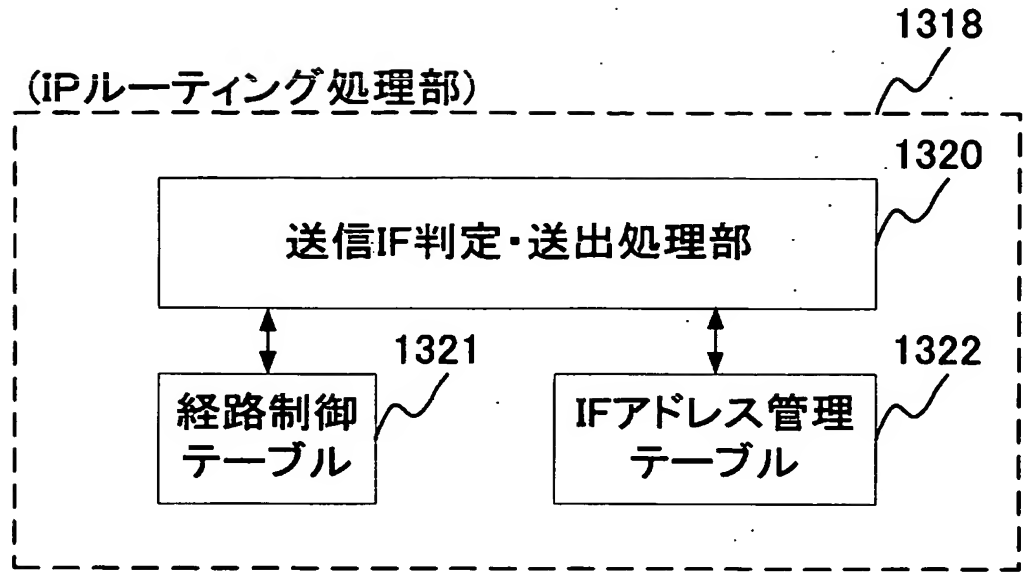 1318
(IPルーティング処理部)
1320
送信IF判定・送出処理部
1321
1322
経路制御
テーブル
IFアドレス管理
テーブル